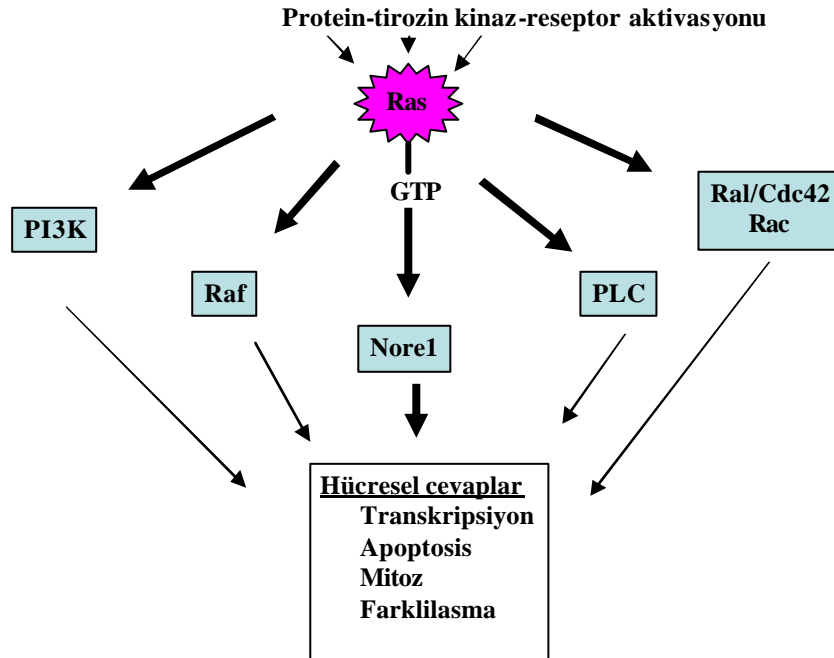 Protein-tirozin kinaz-reseptor aktivasyonu
Ras
GTP
PI3K
Raf
Nore1
PLC
Ral/Cdc42
Rac
Hücresel cevaplar
Transkripsiyon
Apoptosis
Mitoz
Farklilasma